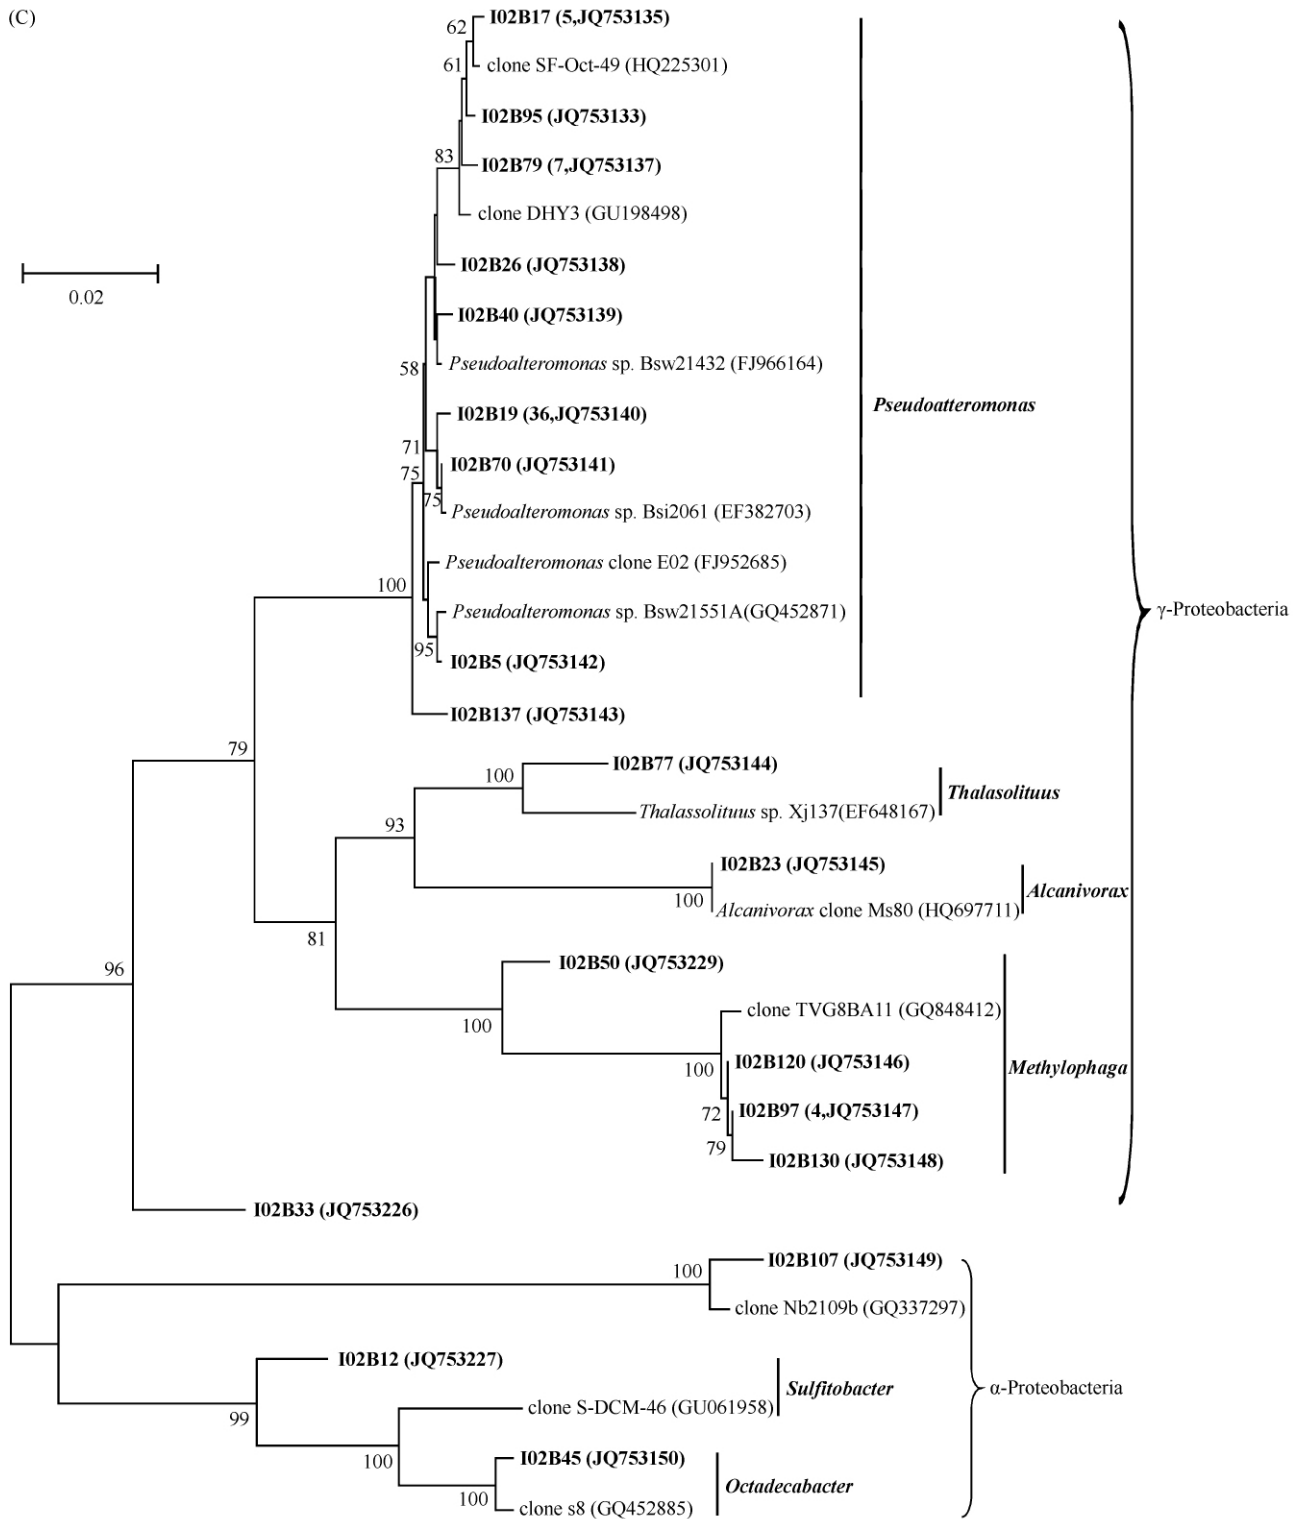 (C)
62
I02B17 (5,JQ753135)
61
clone SF-Oct-49 (HQ225301)
I02B95 (JQ753133)
83
I02B79 (7,JQ753137)
clone DHY3 (GU198498)
I02B26 (JQ753138)
0.02
I02B40 (JQ753139)
58
Pseudoalteromonas sp. Bsw21432 (FJ966164)
Pseudoatteromonas
I02B19 (36,JQ753140)
71
I02B70 (JQ753141)
75
75
Pseudoalteromonas sp. Bsi2061 (EF382703)
Pseudoalteromonas clone E02 (FJ952685)
100
Pseudoalteromonas sp. Bsw21551A(GQ452871)
γ-Proteobacteria
95
I02B5 (JQ753142)
I02B137 (JQ753143)
79
I02B77 (JQ753144)
100
Thalasolituus
Thalassolituus sp. Xj137(EF648167)
93
I02B23 (JQ753145)
Alcanivorax
100
Alcanivorax clone Ms80 (HQ697711)
81
I02B50 (JQ753229)
96
clone TVG8BA11 (GQ848412)
100
I02B120 (JQ753146)
100
Methylophaga
I02B97 (4,JQ753147)
72
79
I02B130 (JQ753148)
I02B33 (JQ753226)
I02B107 (JQ753149)
100
clone Nb2109b (GQ337297)
I02B12 (JQ753227)
Sulfitobacter
α-Proteobacteria
clone S-DCM-46 (GU061958)
99
I02B45 (JQ753150)
100
Octadecabacter
100
clone s8 (GQ452885)